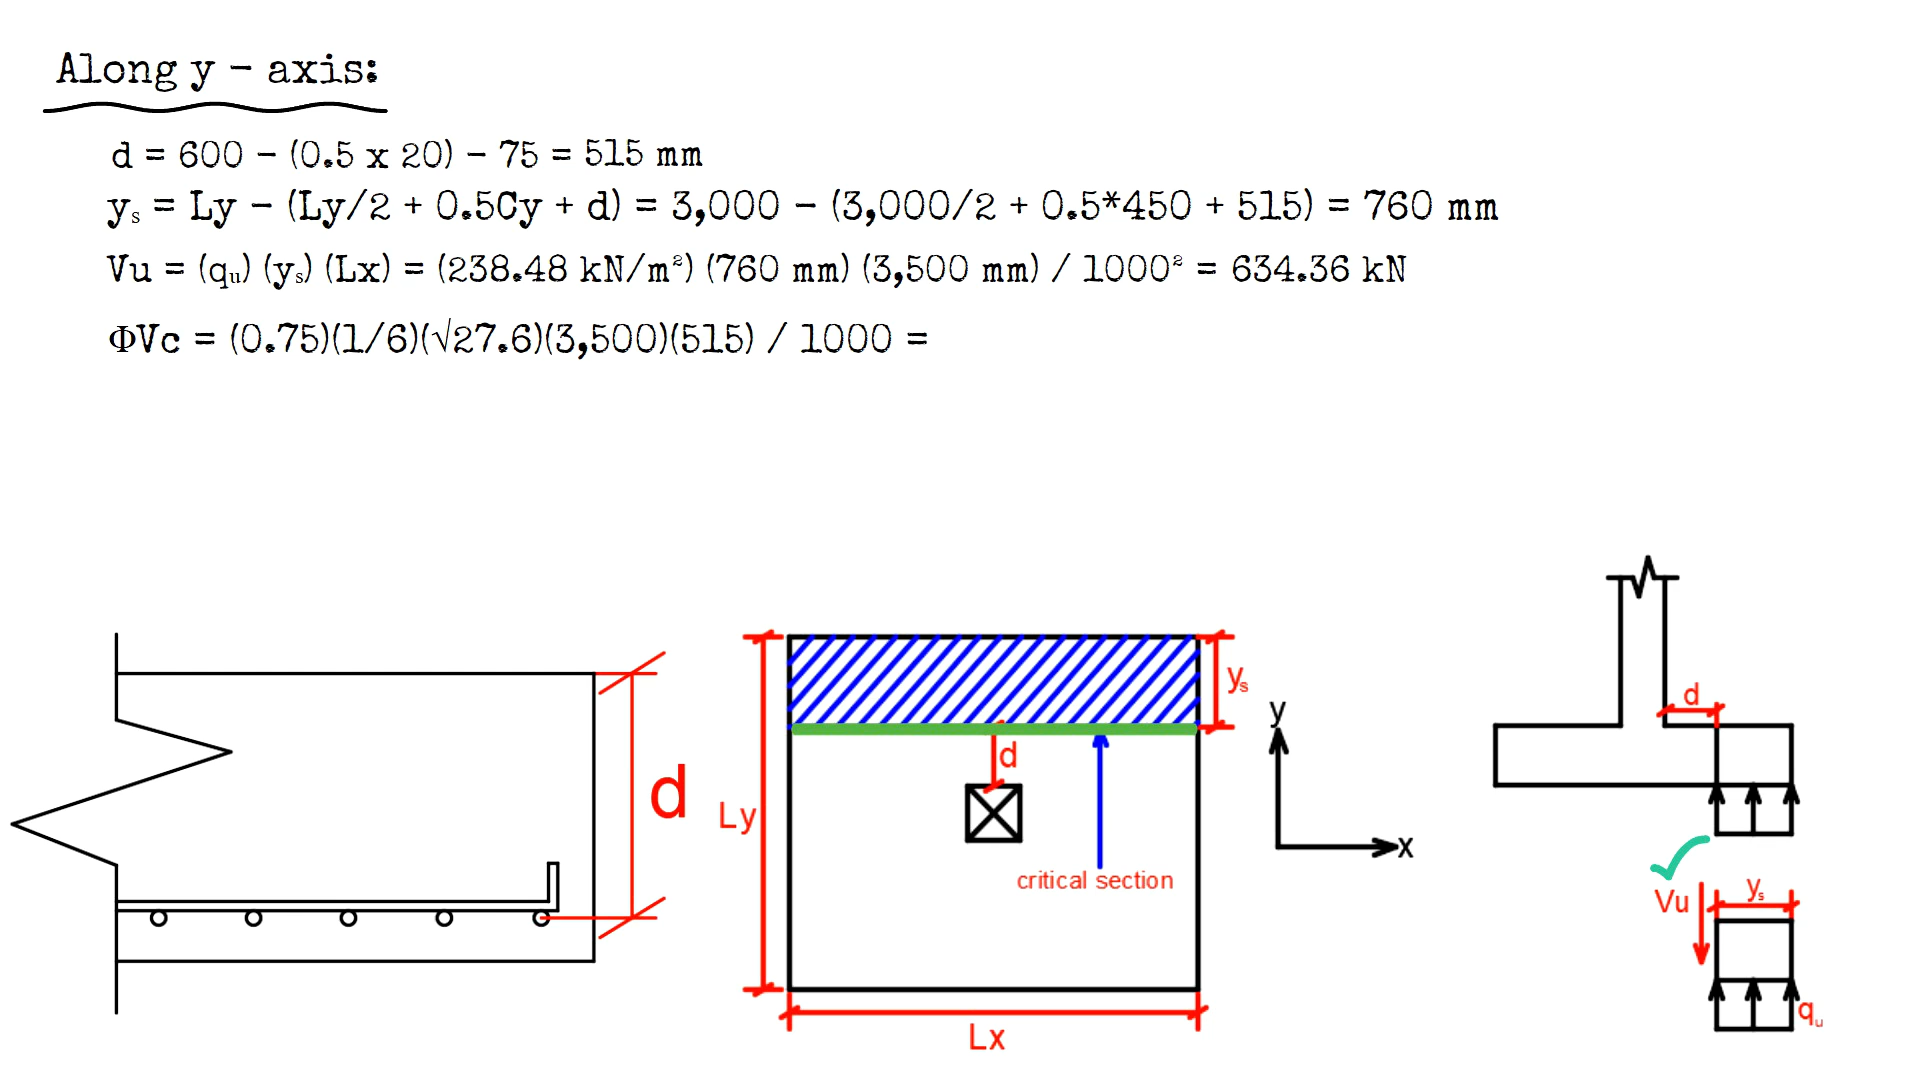 Along y - axis:
d = 600 - (0.5 x 20) - 75 = 515 mm
yₛ = Ly - (Ly/2 + 0.5Cy + d) = 3,000 - (3,000/2 + 0.5*450 + 515) = 760 mm
Vu = (qᵤ) (yₛ) (Lx) = (238.48 kN/m²) (760 mm) (3,500 mm) / 1000² = 634.36 kN
ΦVc = (0.75)(1/6)(√27.6)(3,500)(515) / 1000 =
d
Ly
d
yₛ
critical section
Lx
y
x
d
Vu
yₛ
qᵤ